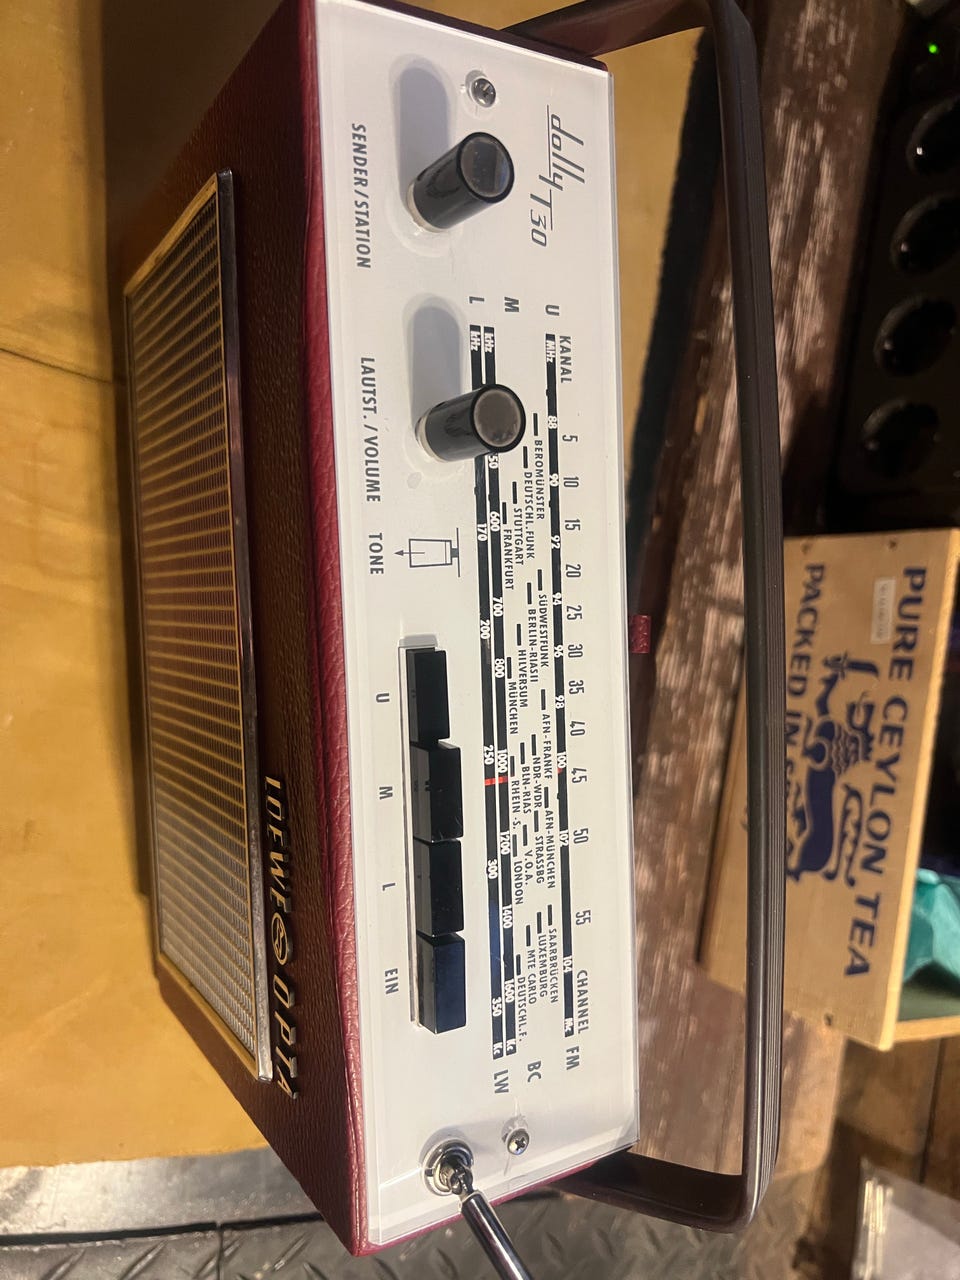 dolly T30
U KANAL 5 10 15 20 25 30 35 40 45 50 55 CHANNEL FM
MHz 88 90 92 94 96 98 100 102 104 Mc
BEROMÜNSTER SÜDWESTFUNK AFN-FRANKF. AFN-MÜNCHEN SAARBRÜCKEN
DEUTSCHL.FUNK BERLIN-RIAS II NDR-WDR STRASSBG LUXEMBURG
M STUTTGART HILVERSUM BLN-RIAS V.O.A. MTE CARLO BC
FRANKFURT MÜNCHEN RHEIN-S. LONDON DEUTSCHL.F.
kHz 600 700 800 1000 1200 1400 1600 Kc
L kHz 170 200 250 300 350 Kc LW
SENDER/STATION
LAUTST./VOLUME
TONE
U M L EIN
LOEWE OPTA
PURE CEYLON TEA
PACKED IN